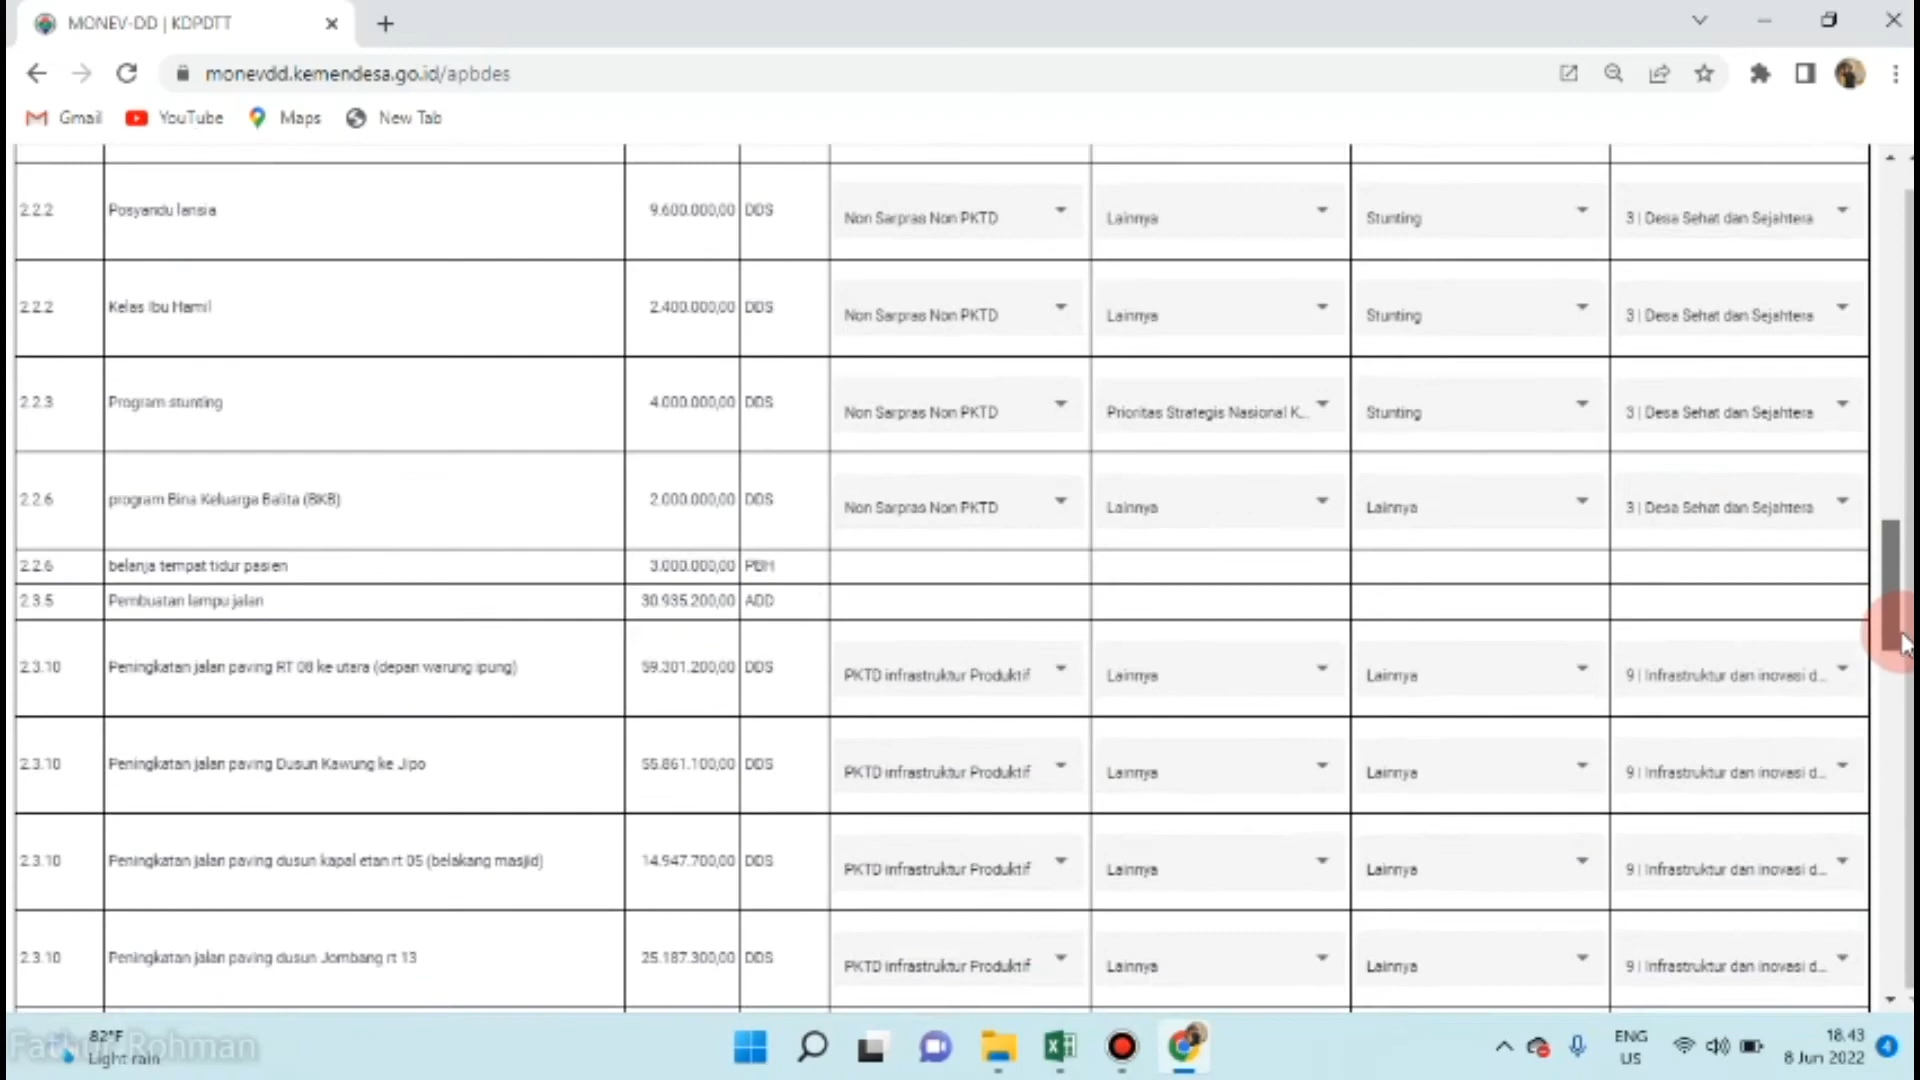 MONEV-DD | KDPDTT
monevdd.kemendesa.go.id/apbdes
Gmail YouTube Maps New Tab
2.2.2 Posyandu lansia 9.600.000,00 DDS Non Sarpras Non PKTD Lainnya Stunting 3 | Desa Sehat dan Sejahtera
2.2.2 Kelas Ibu Hamil 2.400.000,00 DDS Non Sarpras Non PKTD Lainnya Stunting 3 | Desa Sehat dan Sejahtera
2.2.3 Program stunting 4.000.000,00 DDS Non Sarpras Non PKTD Prioritas Strategis Nasional K... Stunting 3 | Desa Sehat dan Sejahtera
2.2.6 program Bina Keluarga Balita (BKB) 2.000.000,00 DDS Non Sarpras Non PKTD Lainnya Lainnya 3 | Desa Sehat dan Sejahtera
2.2.6 belanja tempat tidur pasien 3.000.000,00 PBH
2.3.5 Pembuatan lampu jalan 30.935.200,00 ADD
2.3.10 Peningkatan jalan paving RT 08 ke utara (depan warung ipung) 59.301.200,00 DDS PKTD infrastruktur Produktif Lainnya Lainnya 9 | Infrastruktur dan inovasi d...
2.3.10 Peningkatan jalan paving Dusun Kawung ke Jipo 55.861.100,00 DDS PKTD infrastruktur Produktif Lainnya Lainnya 9 | Infrastruktur dan inovasi d...
2.3.10 Peningkatan jalan paving dusun kapal etan rt 05 (belakang masjid) 14.947.700,00 DDS PKTD infrastruktur Produktif Lainnya Lainnya 9 | Infrastruktur dan inovasi d...
2.3.10 Peningkatan jalan paving dusun Jombang rt 13 25.187.300,00 DDS PKTD infrastruktur Produktif Lainnya Lainnya 9 | Infrastruktur dan inovasi d...
82°F
Light rain
Rohman
ENG
US
18.43
8 Jun 2022
4